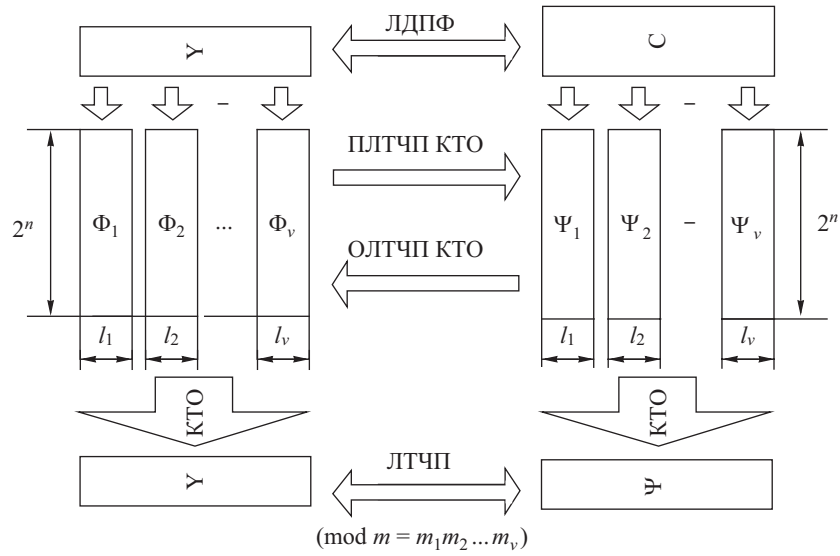 Y
ЛДПФ
C
–
–
2ⁿ
Φ₁
Φ₂
...
Φᵥ
ПЛТЧП КТО
ОЛТЧП КТО
Ψ₁
Ψ₂
–
Ψᵥ
2ⁿ
l₁
l₂
lᵥ
l₁
l₂
lᵥ
КТО
КТО
Y
ЛТЧП
Ψ
(mod m = m₁m₂...mᵥ)